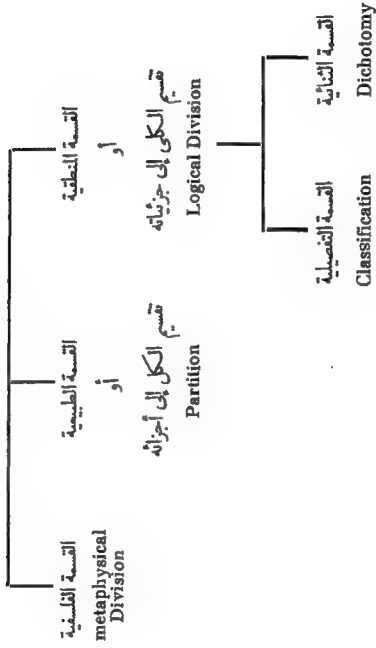 القسمة المنطقية
أو
تقسيم الكلى إلى جزئياته
Logical Division
القسمة الطبيعية
أو
تقسيم الكل إلى أجزائه
Partition
القسمة الفلسفية
metaphysical
Division
القسمة الثنائية
Dichotomy
القسمة التفصيلية
Classification